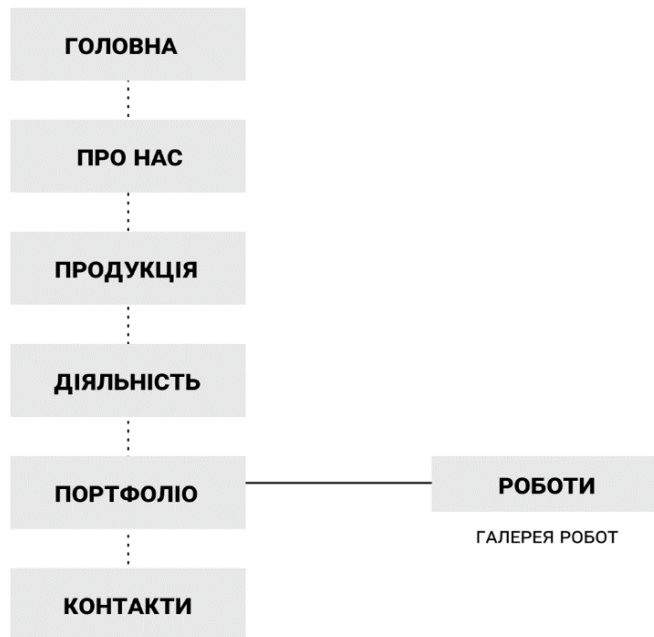 ГОЛОВНА
ПРО НАС
ПРОДУКЦІЯ
ДІЯЛЬНІСТЬ
ПОРТФОЛІО
РОБОТИ
ГАЛЕРЕЯ РОБОТ
КОНТАКТИ